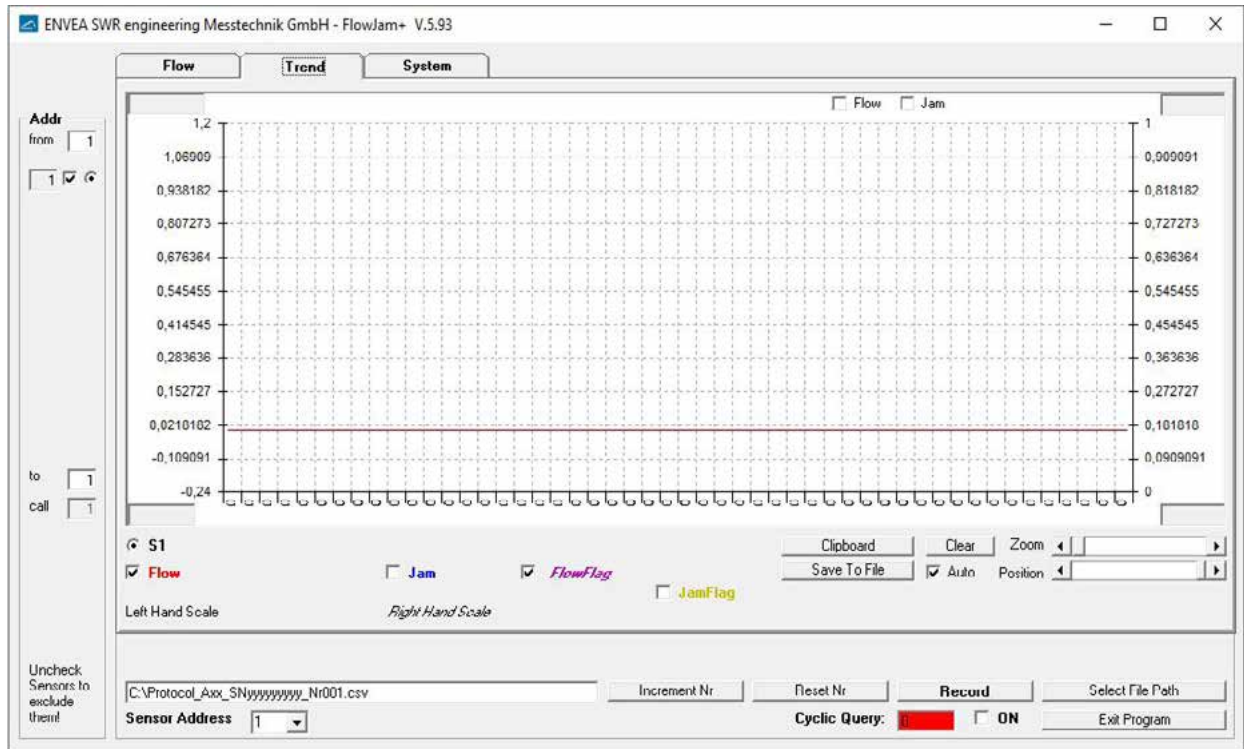 ENVEA SWR engineering Messtechnik GmbH - FlowJam+ V.5.93
Flow Trend System
Addr
from 1
1
Flow Jam
1,2 1
1,06909 0,909091
0,938182 0,818182
0,807273 0,727273
0,676364 0,636364
0,545455 0,545455
0,414545 0,454545
0,283636 0,363636
0,152727 0,272727
0,0218182 0,181818
-0,109091 0,0909091
-0,24 0
to 1
call 1
S1 Clipboard Clear Zoom
Flow Jam FlowFlag Save To File Auto Position
JamFlag
Left Hand Scale Right Hand Scale
Uncheck
Sensors to
exclude
them!
C:\Protocol_Axx_SNyyyyyyyyy_Nr001.csv Increment Nr Reset Nr Record Select File Path
Sensor Address 1 Cyclic Query: ON Exit Program